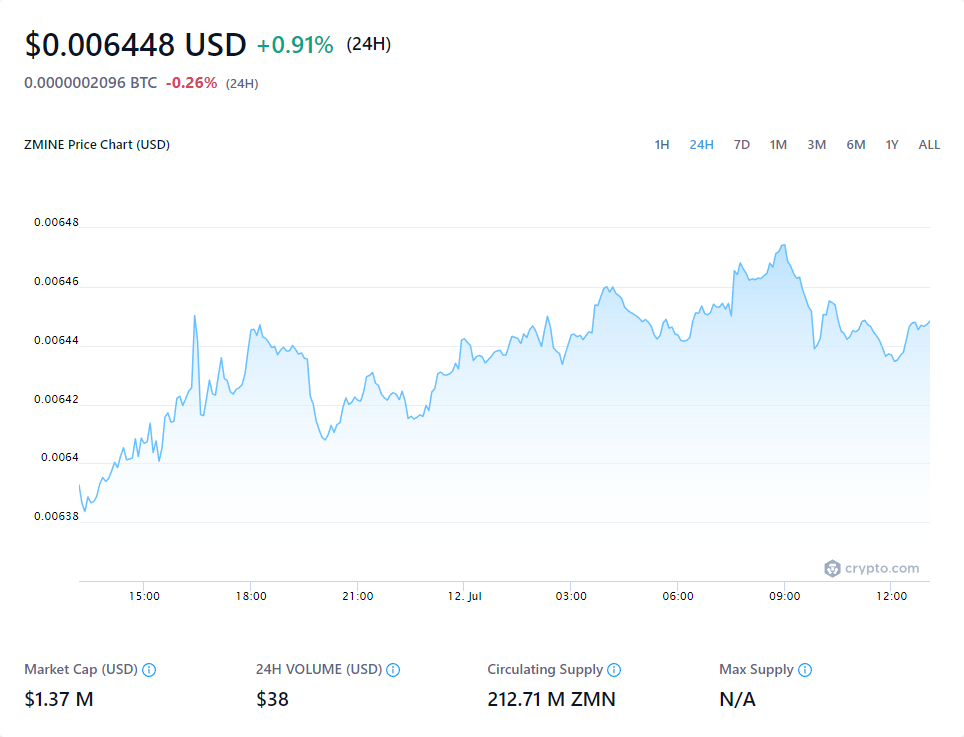 $0.006448 USD +0.91% (24H)
0.0000002096 BTC -0.26% (24H)
ZMINE Price Chart (USD) 1H 24H 7D 1M 3M 6M 1Y ALL
0.00648
0.00646
0.00644
0.00642
0.0064
0.00638
crypto.com
15:00 18:00 21:00 12. Jul 03:00 06:00 09:00 12:00
Market Cap (USD) 24H VOLUME (USD) Circulating Supply Max Supply
$1.37 M $38 212.71 M ZMN N/A